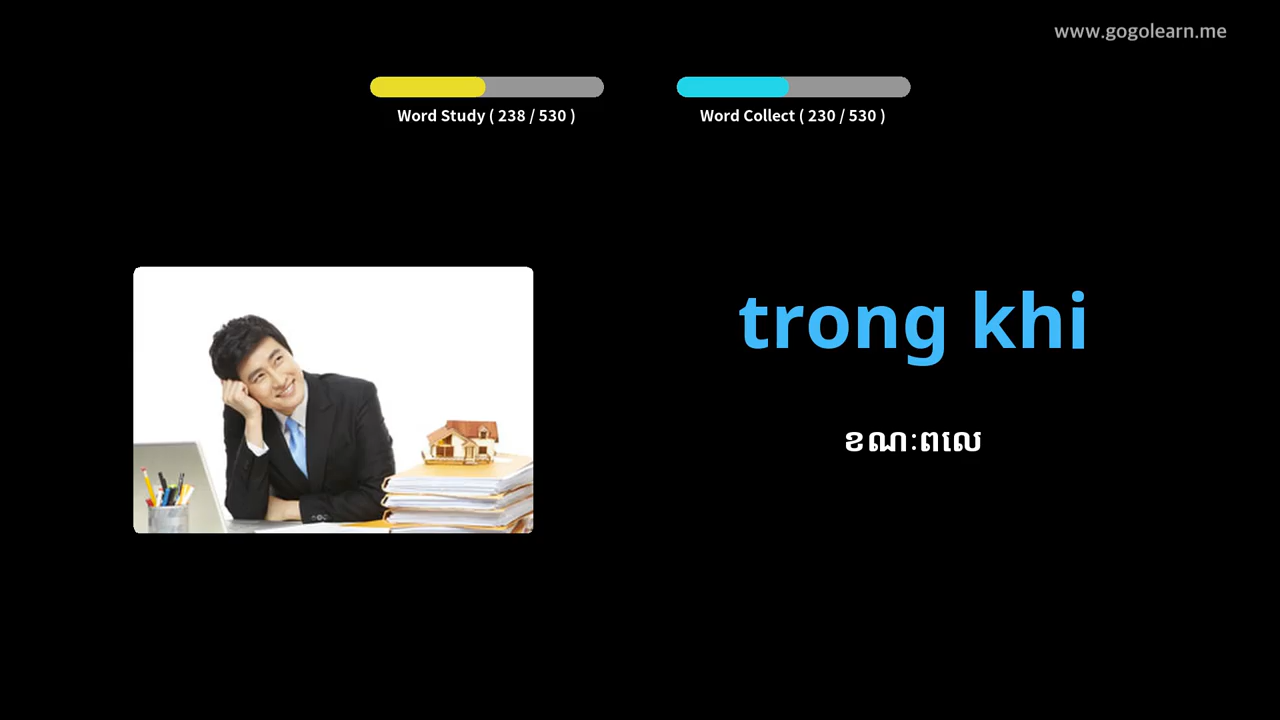 www.gogolearn.me
Word Study ( 238 / 530 )
Word Collect ( 230 / 530 )
trong khi
ខណៈពលេ